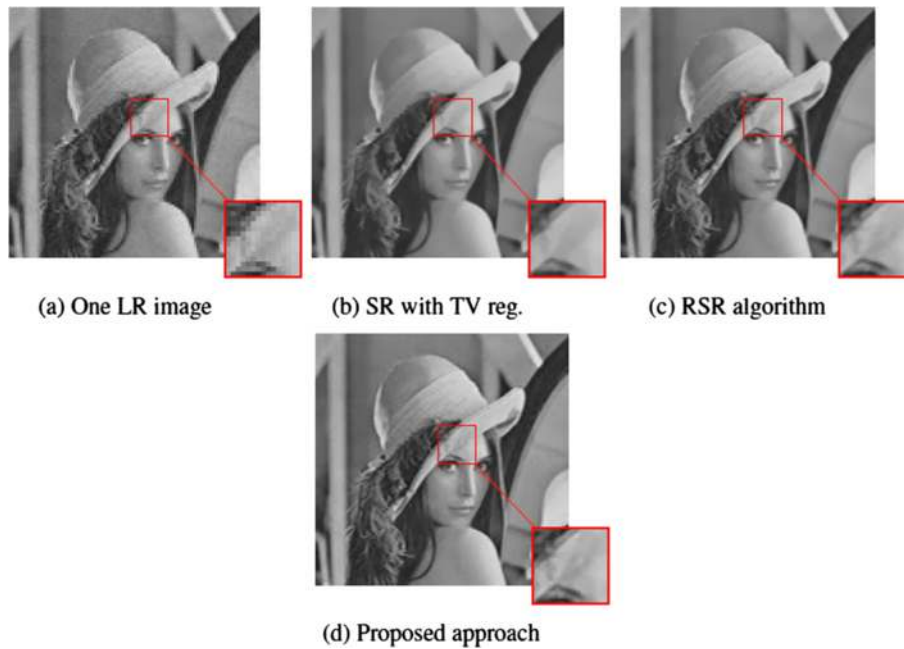 (a) One LR image
(b) SR with TV reg.
(c) RSR algorithm
(d) Proposed approach